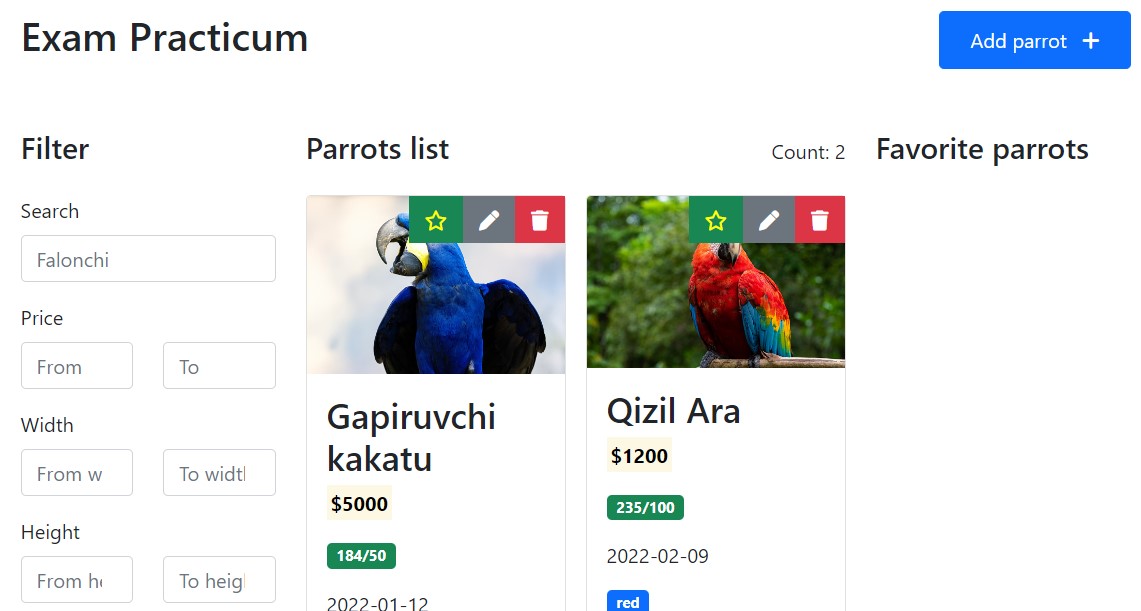 Exam Practicum
Add parrot
Filter
Parrots list
Count: 2
Favorite parrots
Search
Falonchi
Price
From
To
Width
From w
To widtl
Height
From he
To heigl
Gapiruvchi
kakatu
$5000
184/50
2022-01-12
Qizil Ara
$1200
235/100
2022-02-09
red